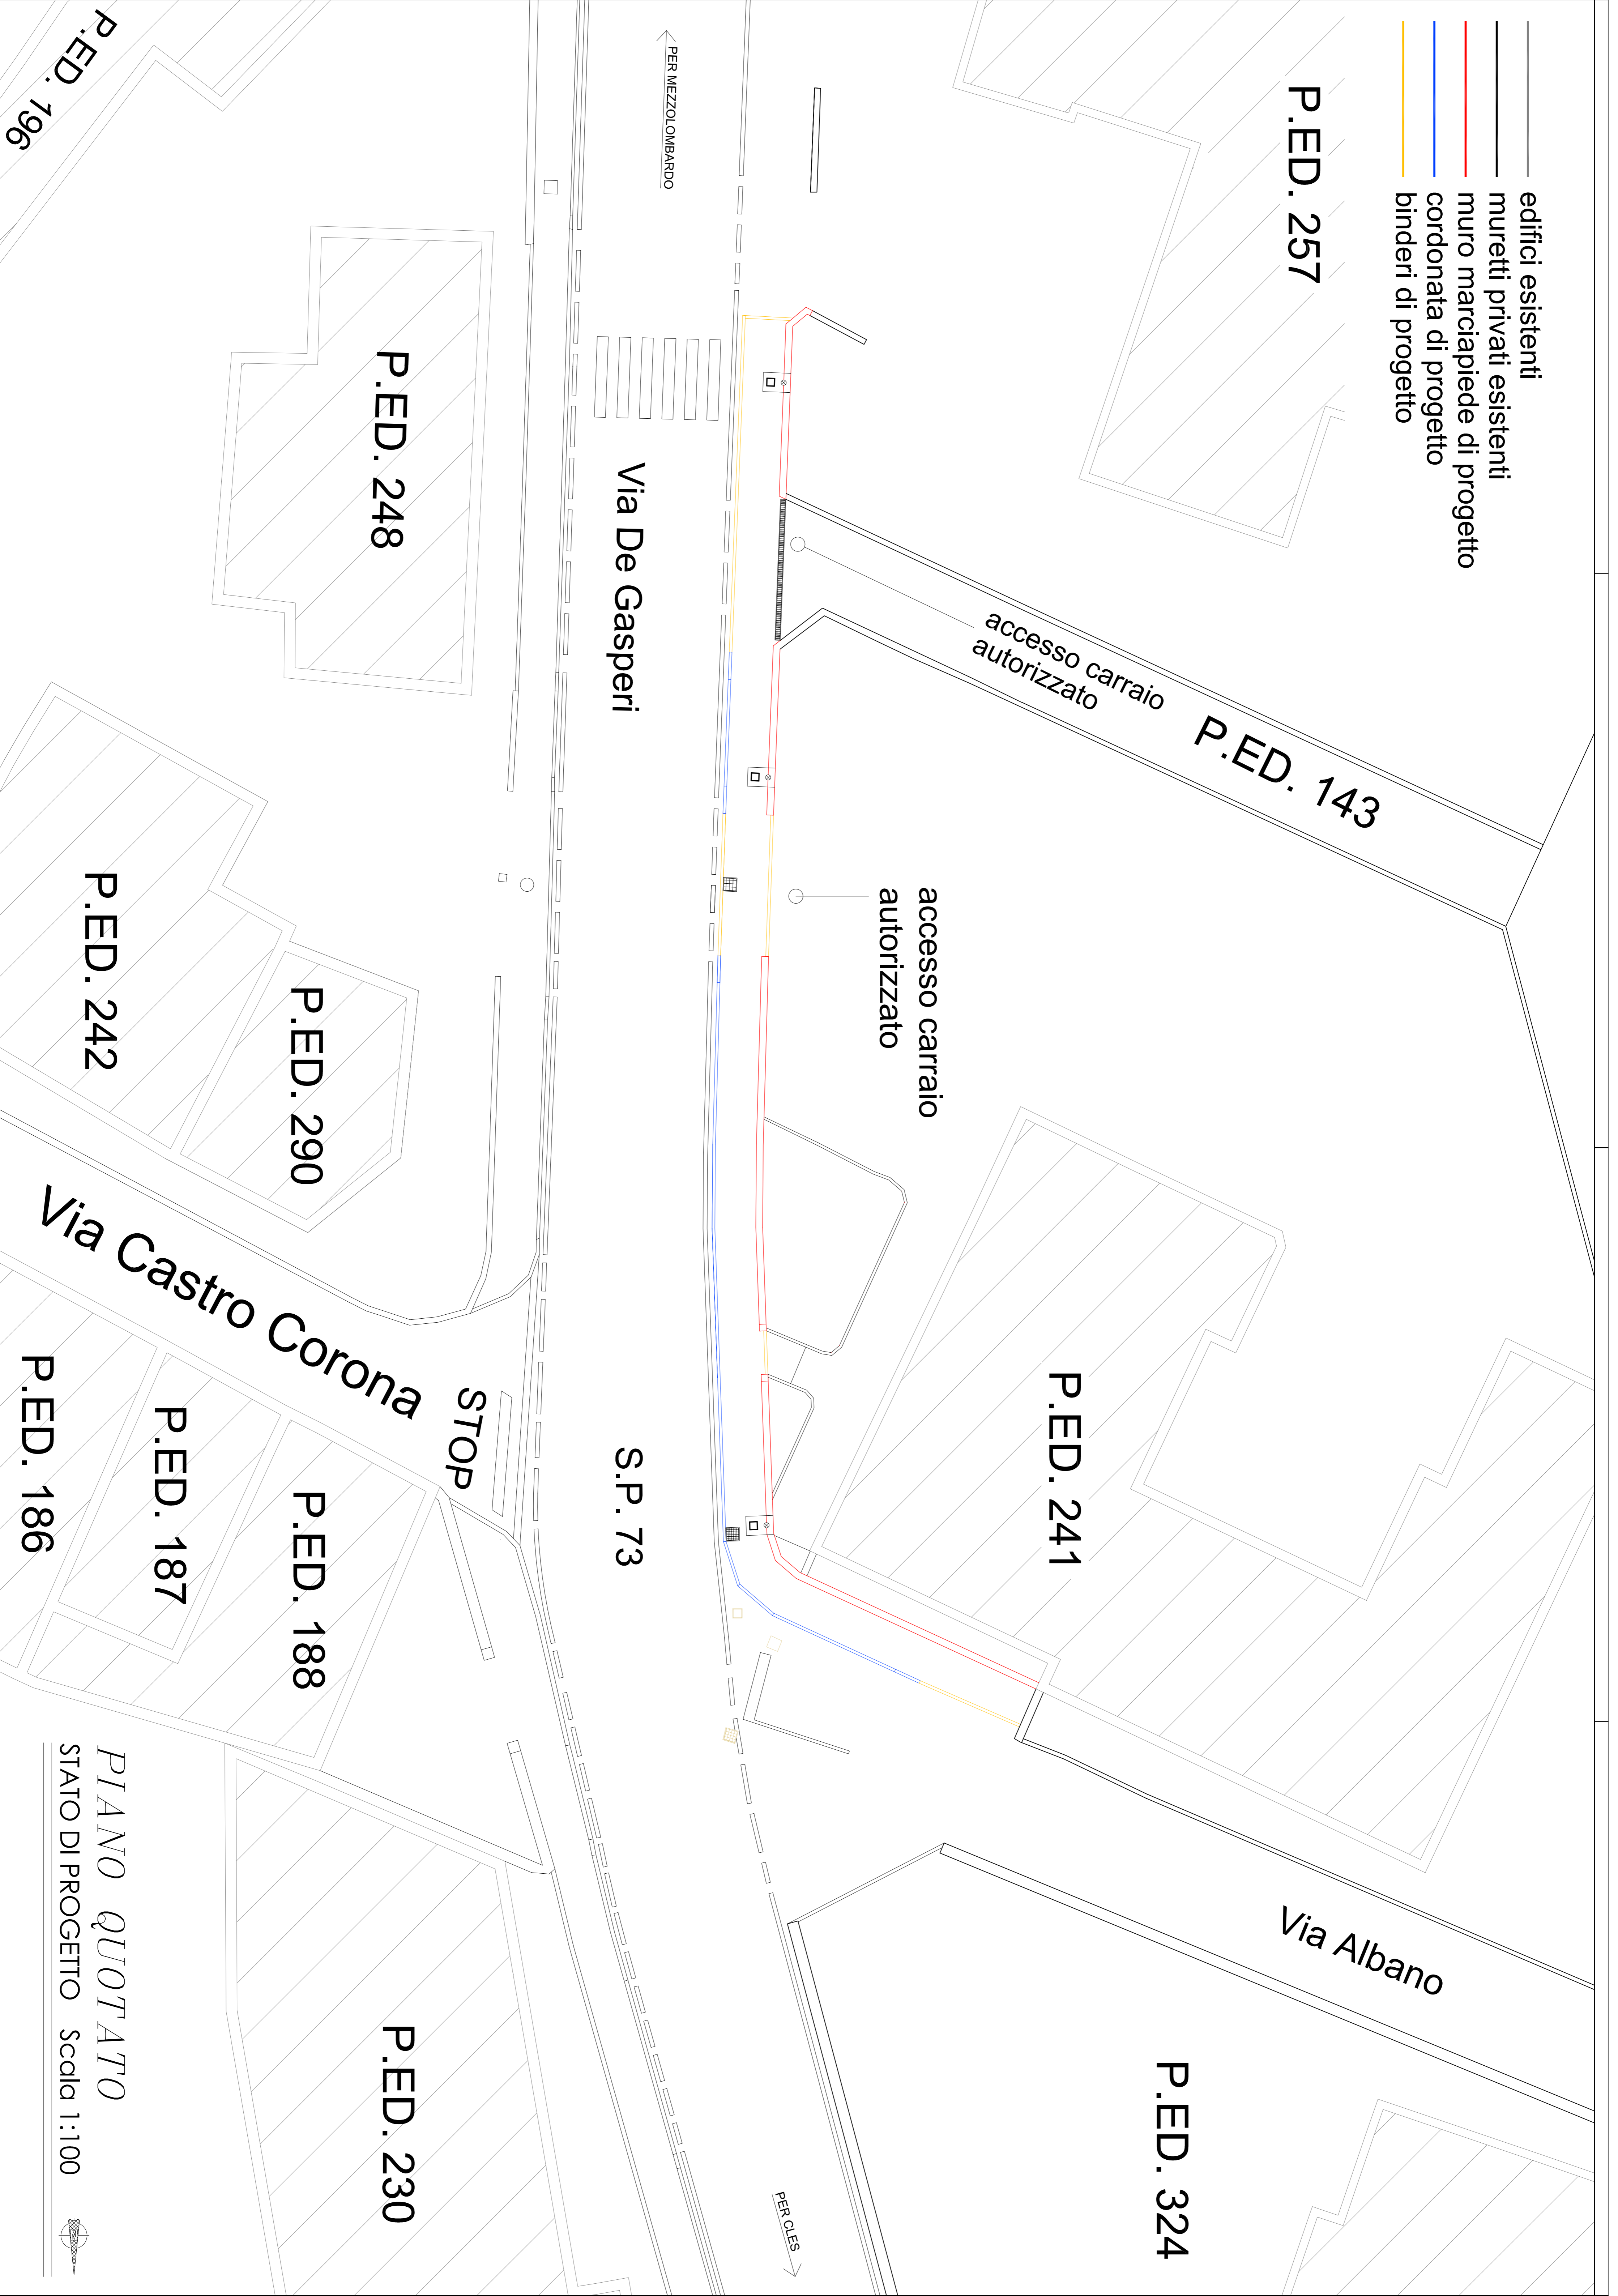 edifici esistenti
muretti privati esistenti
muro marciapiede di progetto
cordonata di progetto
binderi di progetto
P.ED. 257
PER MEZZOLOMBARDO
P.ED. 196
P.ED. 248
Via De Gasperi
accesso carraio
autorizzato
P.ED. 143
accesso carraio
autorizzato
P.ED. 242
P.ED. 290
Via Castro Corona
STOP
S.P. 73
P.ED. 241
P.ED. 186
P.ED. 187
P.ED. 188
Via Albano
P.ED. 230
P.ED. 324
PER CLES
PIANO QUOTATO
STATO DI PROGETTO Scala 1:100